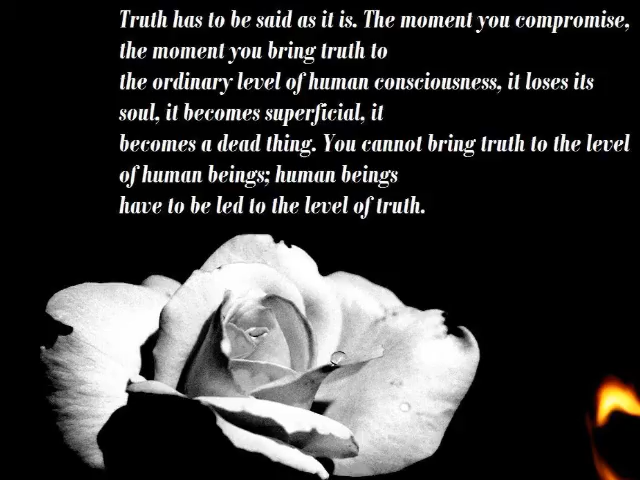 Truth has to be said as it is. The moment you compromise,
the moment you bring truth to
the ordinary level of human consciousness, it loses its
soul, it becomes superficial, it
becomes a dead thing. You cannot bring truth to the level
of human beings; human beings
have to be led to the level of truth.